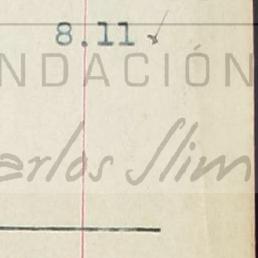 8.11
NDACIÓN
arlos Slim